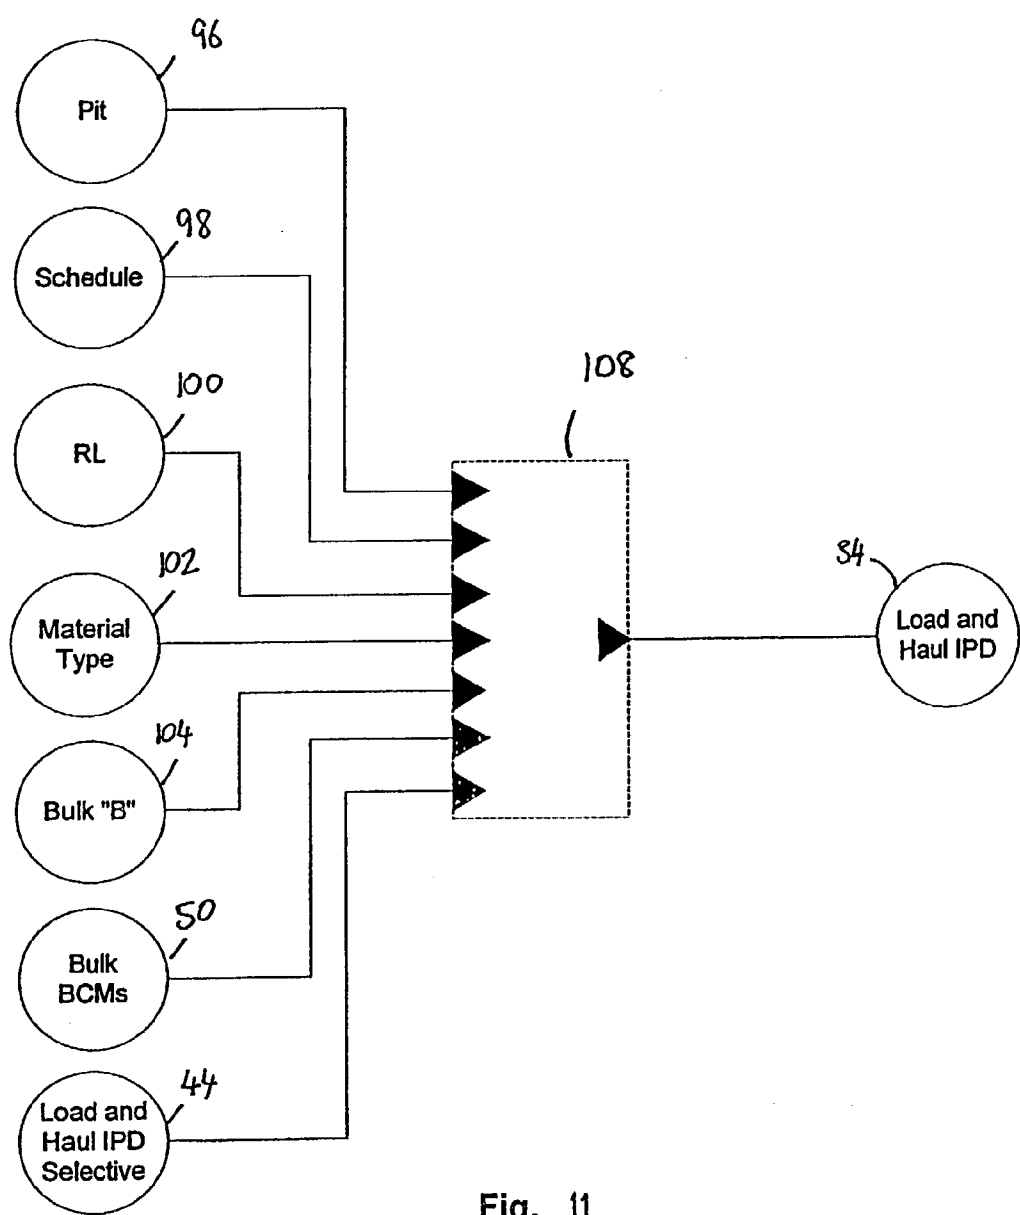 96
Pit
98
Schedule
100
RL
108
102
Material
Type
34
Load and
Haul IPD
104
Bulk "B"
50
Bulk
BCMs
44
Load and
Haul IPD
Selective
Fig. 11